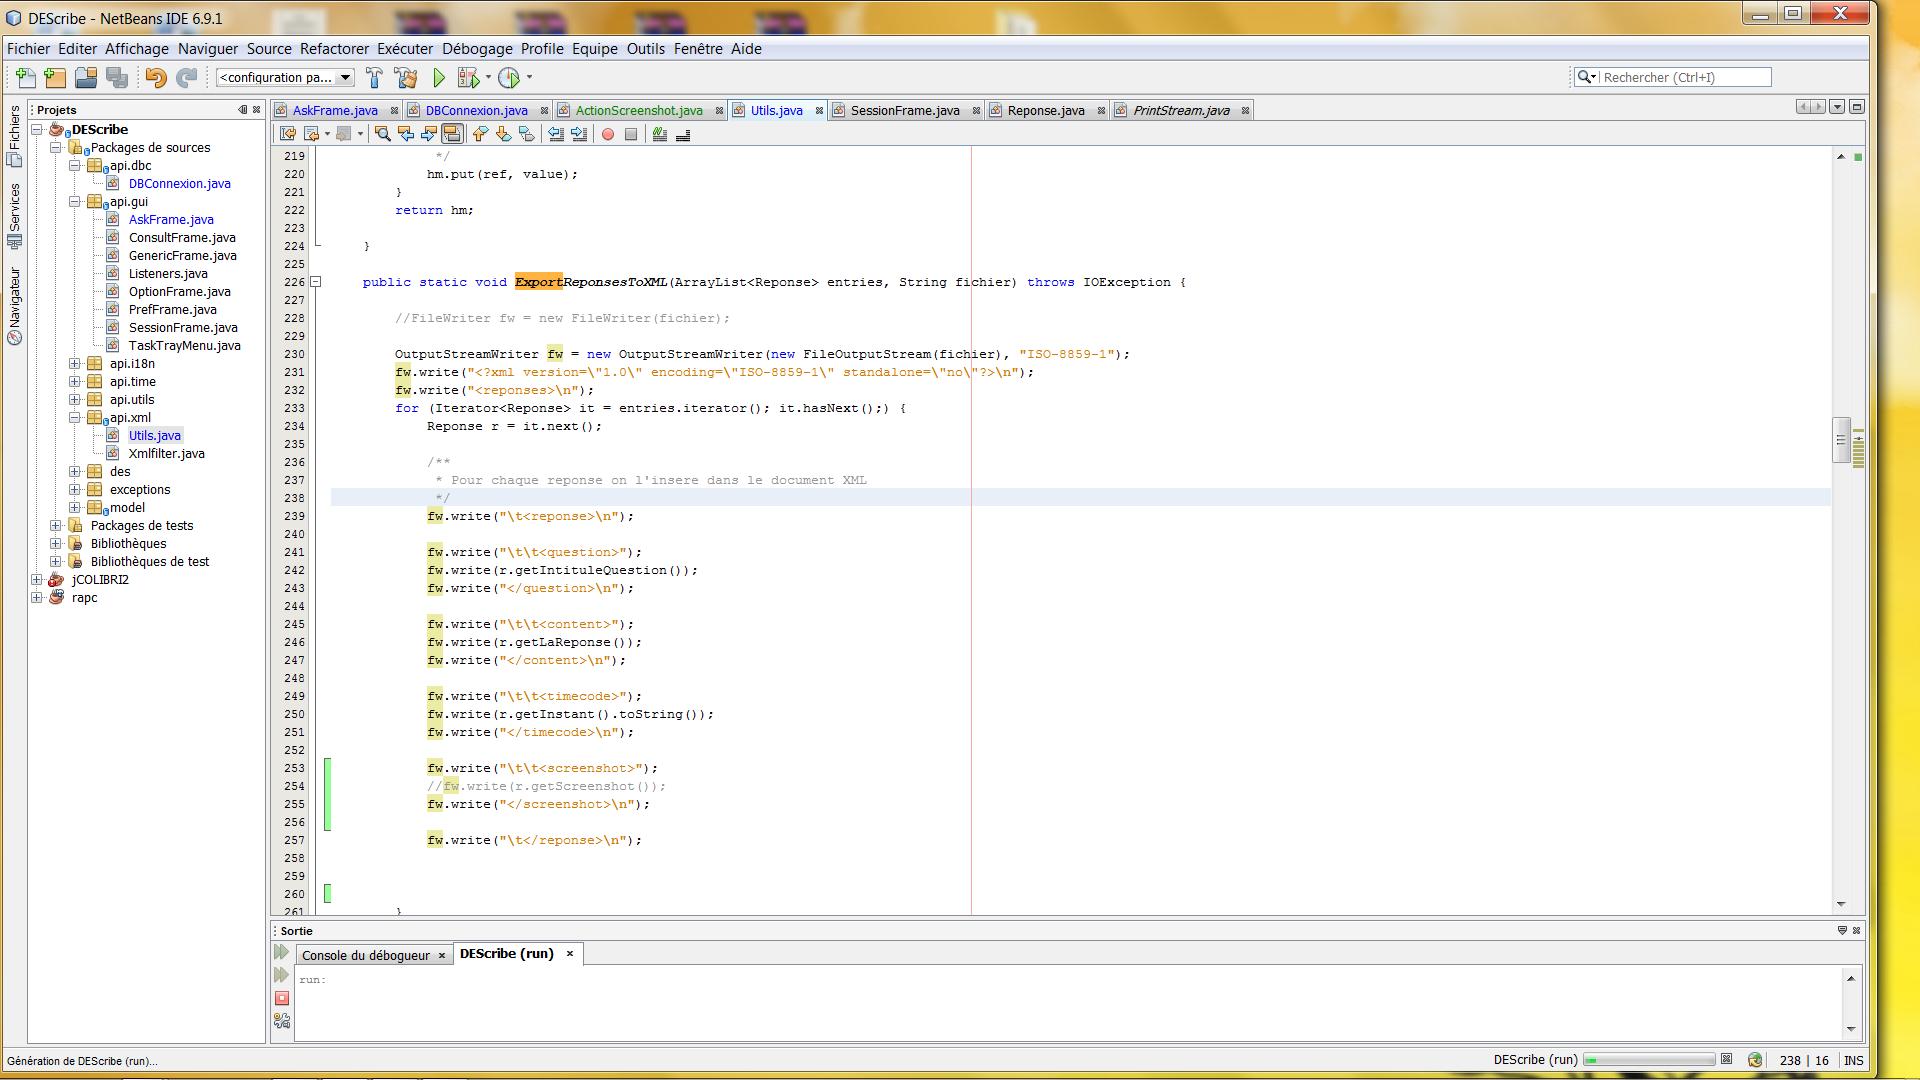 DEScribe - NetBeans IDE 6.9.1
Fichier Editer Affichage Naviguer Source Refactorer Exécuter Débogage Profile Equipe Outils Fenêtre Aide
<configuration pa...
Rechercher (Ctrl+I)
Fichiers
Services
Navigateur
Projets
DEScribe
Packages de sources
api.dbc
DBConnexion.java
api.gui
AskFrame.java
ConsultFrame.java
GenericFrame.java
Listeners.java
OptionFrame.java
PrefFrame.java
SessionFrame.java
TaskTrayMenu.java
api.i18n
api.time
api.utils
api.xml
Utils.java
Xmlfilter.java
des
exceptions
model
Packages de tests
Bibliothèques
Bibliothèques de test
jCOLIBRI2
rapc
AskFrame.java DBConnexion.java ActionScreenshot.java Utils.java SessionFrame.java Reponse.java PrintStream.java
219 */
220 hm.put(ref, value);
221 }
222 return hm;
223
224 }
225
226 public static void ExportReponsesToXML(ArrayList<Reponse> entries, String fichier) throws IOException {
227
228 //FileWriter fw = new FileWriter(fichier);
229
230 OutputStreamWriter fw = new OutputStreamWriter(new FileOutputStream(fichier), "ISO-8859-1");
231 fw.write("<?xml version=\"1.0\" encoding=\"ISO-8859-1\" standalone=\"no\"?>\n");
232 fw.write("<reponses>\n");
233 for (Iterator<Reponse> it = entries.iterator(); it.hasNext();) {
234 Reponse r = it.next();
235
236 /**
237 * Pour chaque reponse on l'insere dans le document XML
238 */
239 fw.write("\t<reponse>\n");
240
241 fw.write("\t\t<question>");
242 fw.write(r.getIntituleQuestion());
243 fw.write("</question>\n");
244
245 fw.write("\t\t<content>");
246 fw.write(r.getLaReponse());
247 fw.write("</content>\n");
248
249 fw.write("\t\t<timecode>");
250 fw.write(r.getInstant().toString());
251 fw.write("</timecode>\n");
252
253 fw.write("\t\t<screenshot>");
254 //fw.write(r.getScreenshot());
255 fw.write("</screenshot>\n");
256
257 fw.write("\t</reponse>\n");
258
259
260
261 }
Sortie
Console du débogueur DEScribe (run)
run:
Génération de DEScribe (run)...
DEScribe (run)
238 | 16 INS